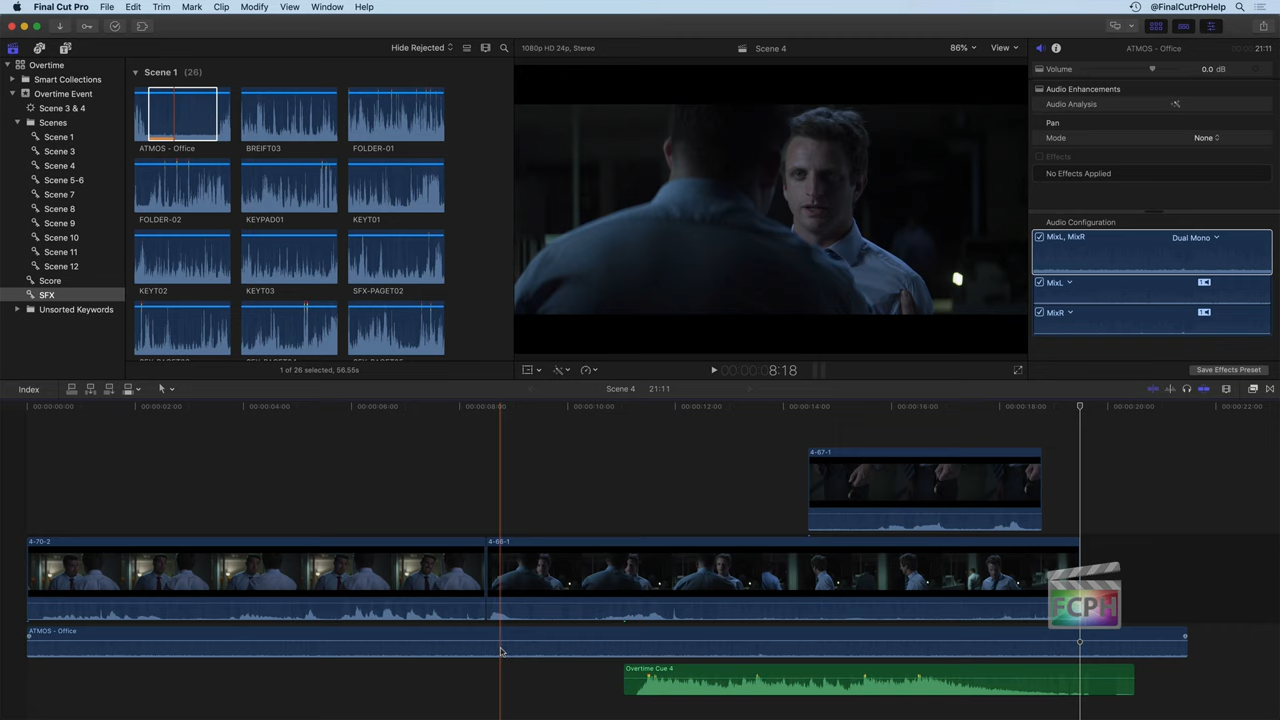 Final Cut Pro File Edit Trim Mark Clip Modify View Window Help @FinalCutProHelp
Hide Rejected 1080p HD 24p, Stereo Scene 4 86% View ATMOS - Office 21:11
Overtime
Smart Collections
Overtime Event
Scene 3 & 4
Scenes
Scene 1
Scene 3
Scene 4
Scene 5-6
Scene 7
Scene 8
Scene 9
Scene 10
Scene 11
Scene 12
Score
SFX
Unsorted Keywords
Scene 1 (26)
ATMOS - Office BREIFT03 FOLDER-01
FOLDER-02 KEYPAD01 KEYT01
KEYT02 KEYT03 SFX-PAGET02
1 of 26 selected, 56.55s
00:00:00:08:18
Volume 0.0 dB
Audio Enhancements
Audio Analysis
Pan
Mode None
Effects
No Effects Applied
Audio Configuration
MixL, MixR Dual Mono
MixL
MixR
Save Effects Preset
Index Scene 4 21:11
00:00:00:00 00:00:02:00 00:00:04:00 00:00:06:00 00:00:08:00 00:00:10:00 00:00:12:00 00:00:14:00 00:00:16:00 00:00:18:00 00:00:20:00 00:00:22:00
4-67-1
4-70-2 4-66-1
FCPH
ATMOS - Office
Overtime Cue 4